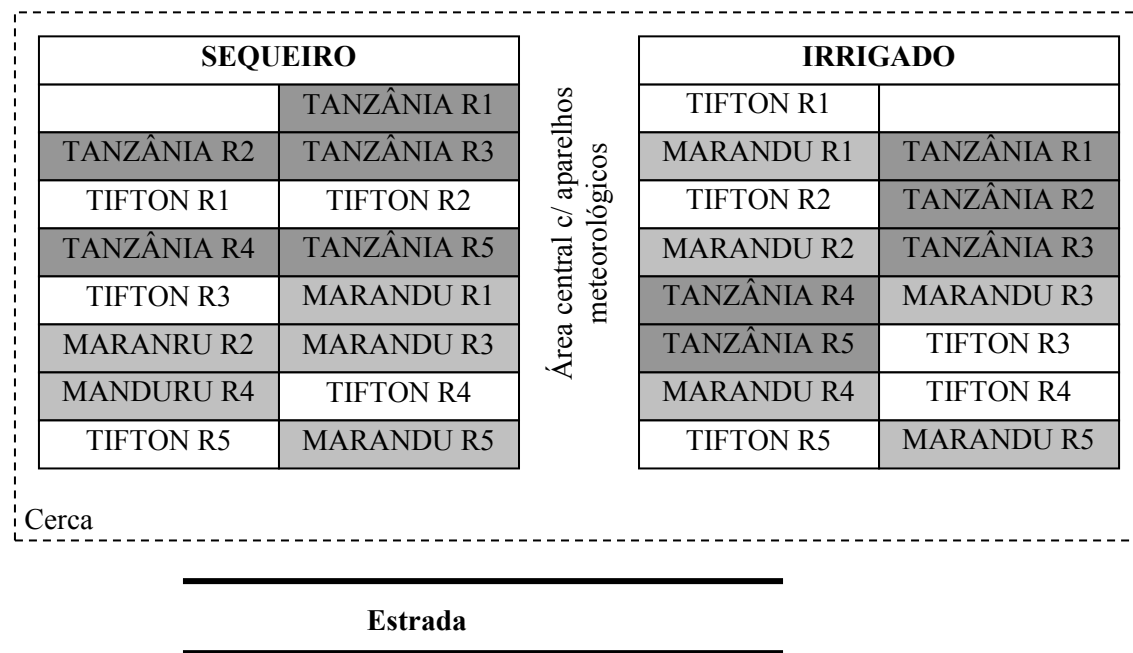 SEQUEIRO
TANZÂNIA R1
TANZÂNIA R2 TANZÂNIA R3
TIFTON R1 TIFTON R2
TANZÂNIA R4 TANZÂNIA R5
TIFTON R3 MARANDU R1
MARANRU R2 MARANDU R3
MANDURU R4 TIFTON R4
TIFTON R5 MARANDU R5
Área central c/ aparelhos
meteorológicos
IRRIGADO
TIFTON R1
MARANDU R1 TANZÂNIA R1
TIFTON R2 TANZÂNIA R2
MARANDU R2 TANZÂNIA R3
TANZÂNIA R4 MARANDU R3
TANZÂNIA R5 TIFTON R3
MARANDU R4 TIFTON R4
TIFTON R5 MARANDU R5
Cerca
Estrada